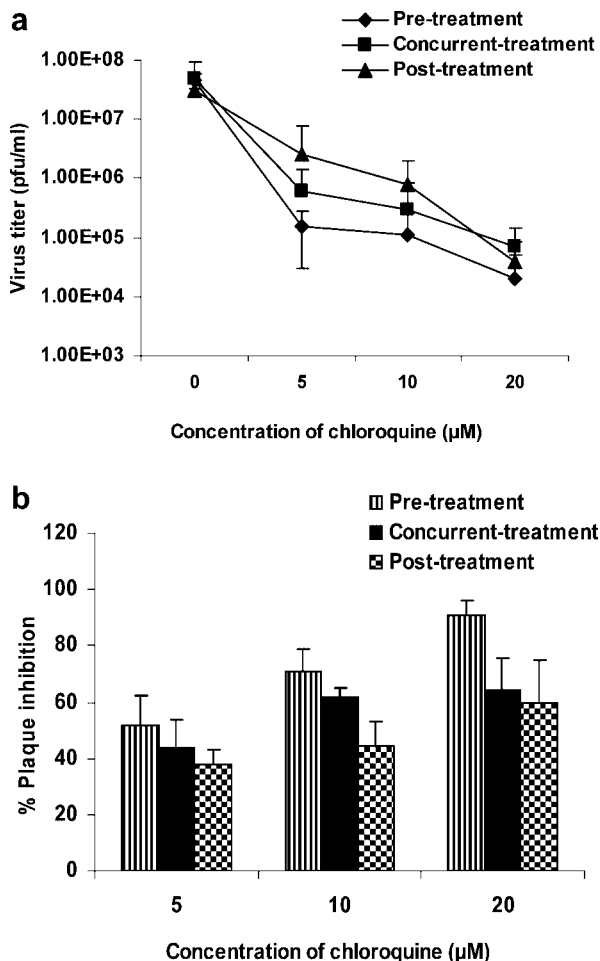 a
Pre-treatment
Concurrent-treatment
Post-treatment
1.00E+08
1.00E+07
1.00E+06
1.00E+05
1.00E+04
1.00E+03
Virus titer (pfu/ml)
0 5 10 20
Concentration of chloroquine (µM)
b
Pre-treatment
Concurrent-treatment
Post-treatment
120
100
80
60
40
20
0
% Plaque inhibition
5 10 20
Concentration of chloroquine (µM)